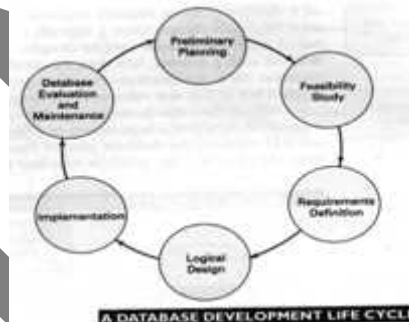 Preliminary
Planning
Feasibility
Study
Requirements
Definition
Logical
Design
Implementation
Database
Evaluation
and
Maintenance
A DATABASE DEVELOPMENT LIFE CYCL